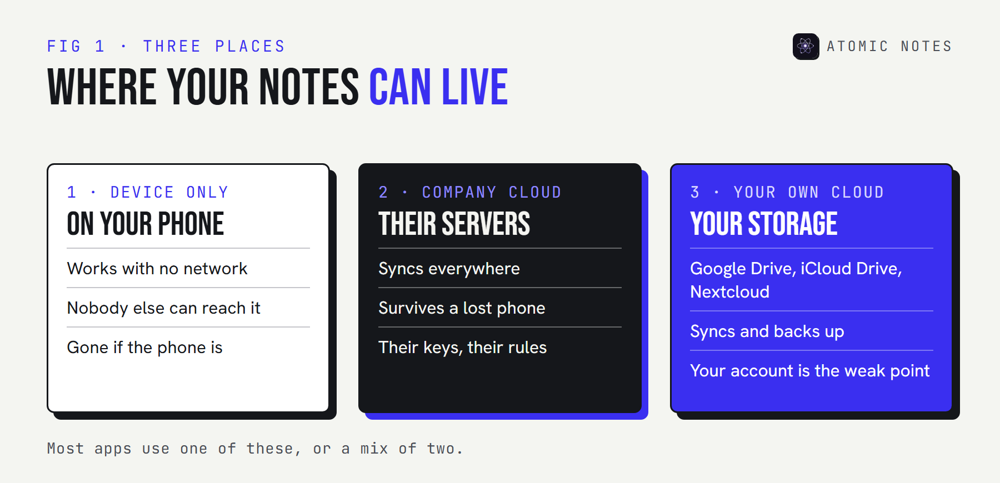 FIG 1 · THREE PLACES
ATOMIC NOTES
WHERE YOUR NOTES CAN LIVE
1 · DEVICE ONLY
ON YOUR PHONE
Works with no network
Nobody else can reach it
Gone if the phone is
2 · COMPANY CLOUD
THEIR SERVERS
Syncs everywhere
Survives a lost phone
Their keys, their rules
3 · YOUR OWN CLOUD
YOUR STORAGE
Google Drive, iCloud Drive,
Nextcloud
Syncs and backs up
Your account is the weak point
Most apps use one of these, or a mix of two.